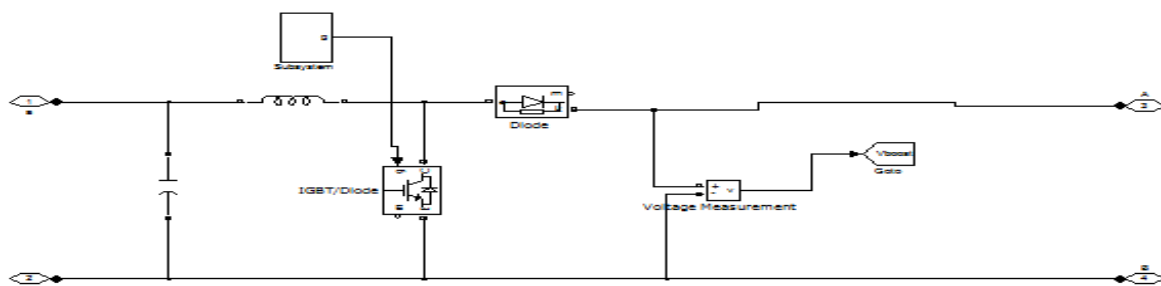 g
Subsystem
1
a
m
Diode
A
3
g
C
IGBT/Diode
m
E
+
-
v
Voltage Measurement
Vboost
Goto
2
B
4